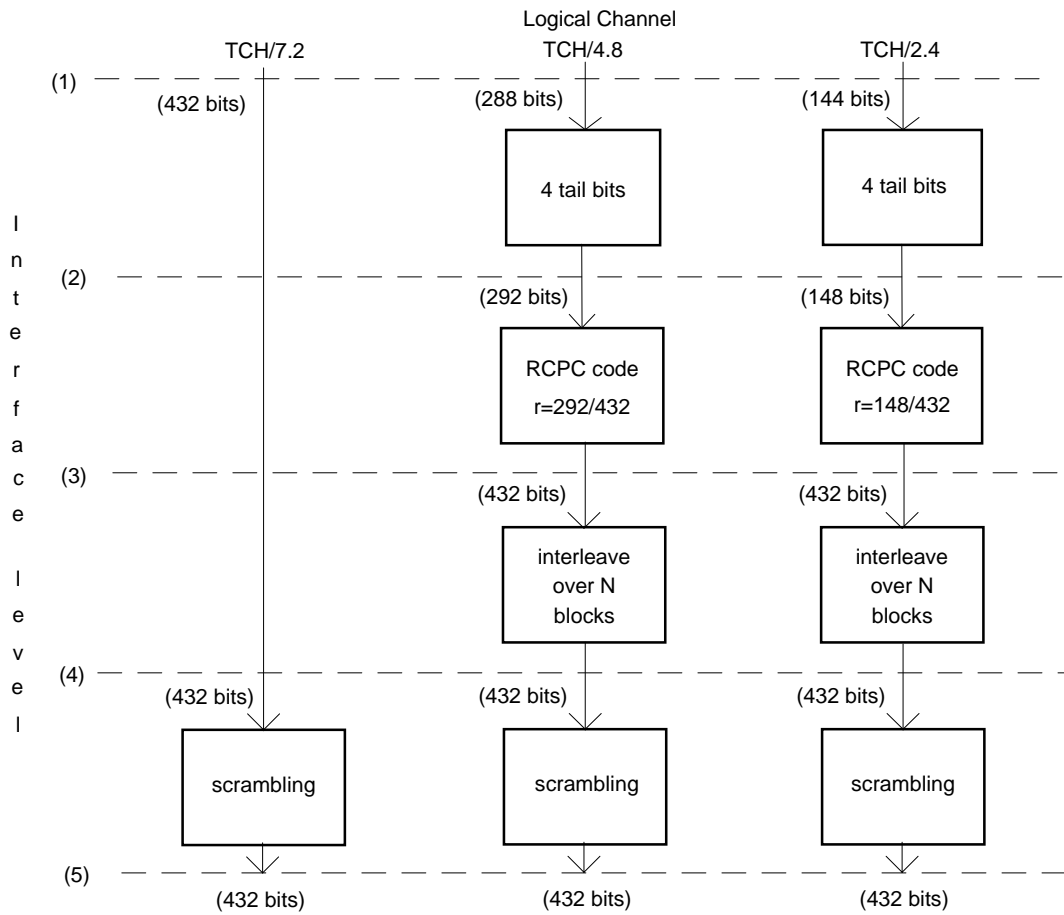 Logical Channel
TCH/7.2 TCH/4.8 TCH/2.4
(1)
(432 bits) (288 bits) (144 bits)
4 tail bits 4 tail bits
(2)
(292 bits) (148 bits)
RCPC code RCPC code
r=292/432 r=148/432
(3)
(432 bits) (432 bits)
interleave interleave
over N over N
blocks blocks
(4)
(432 bits) (432 bits) (432 bits)
scrambling scrambling scrambling
(5)
(432 bits) (432 bits) (432 bits)
Interface level